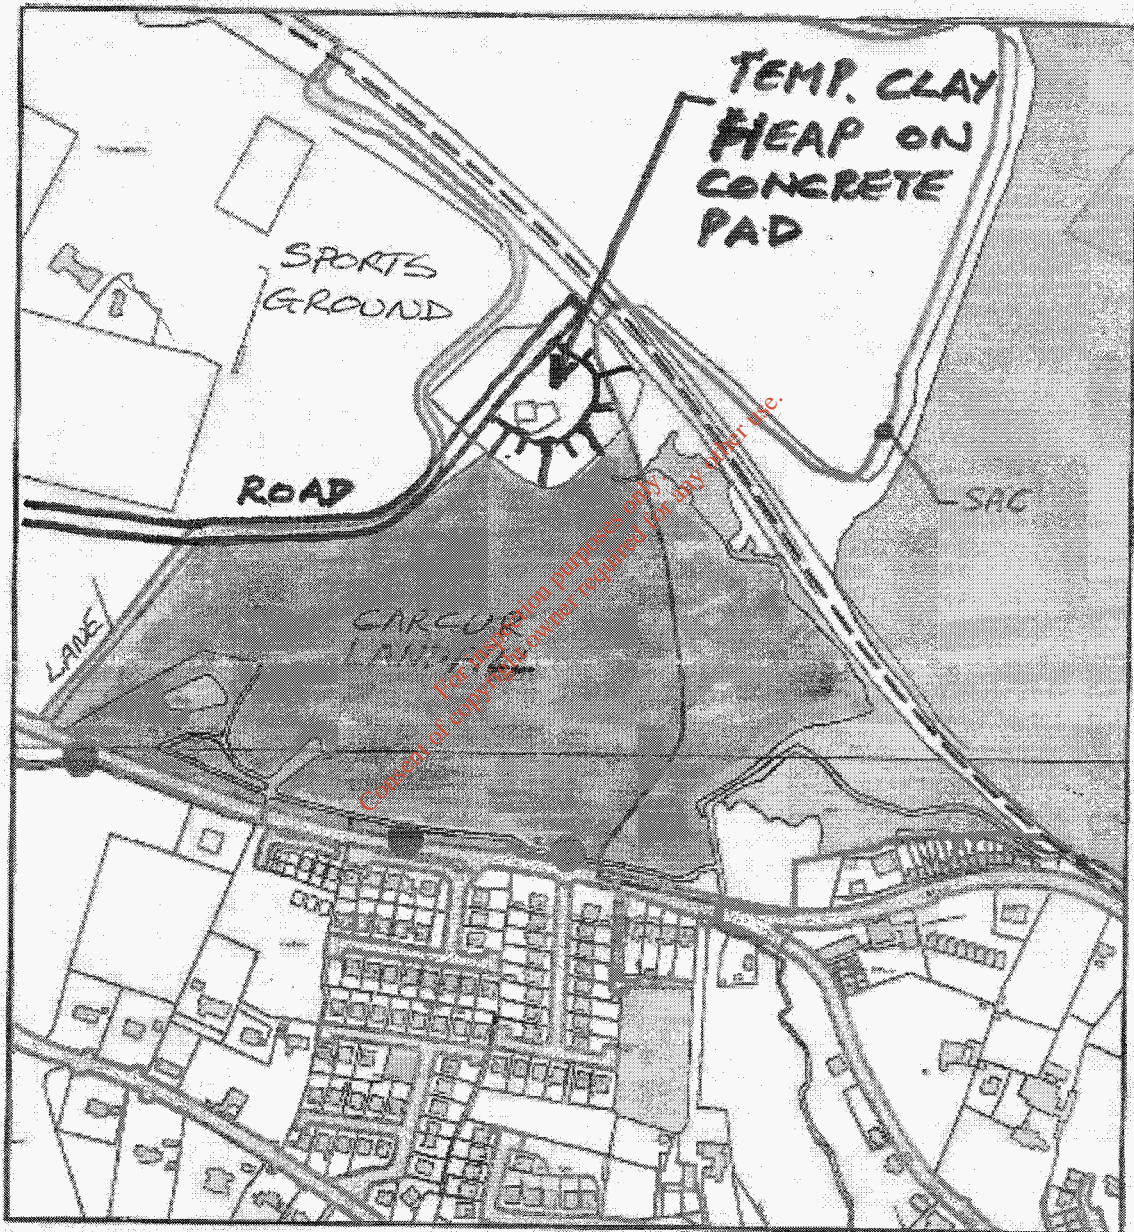 TEMP. CLAY
HEAP ON
CONCRETE
PAD
SPORTS
GROUND
ROAD
SAC
LANE
CARCUR
For inspection purposes only.
Consent of copyright owner required for any other use.